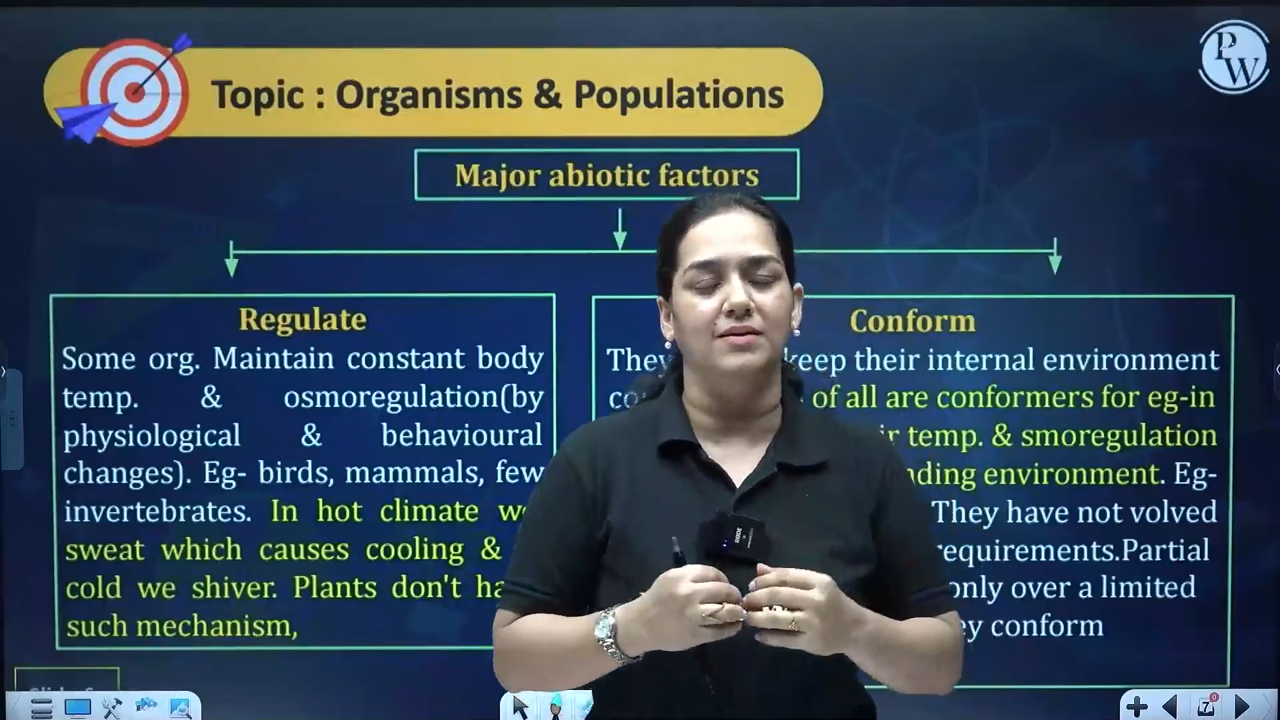 PW
Topic : Organisms & Populations
Major abiotic factors
Regulate
Some org. Maintain constant body
temp. & osmoregulation(by
physiological & behavioural
changes). Eg- birds, mammals, few
invertebrates. In hot climate
sweat which causes cooling &
cold we shiver. Plants don't
such mechanism,
Conform
keep their internal environment
of all are conformers for eg-in
temp. & smoregulation
environment. Eg-
They have not volved
requirements.Partial
only over a limited
conform
7